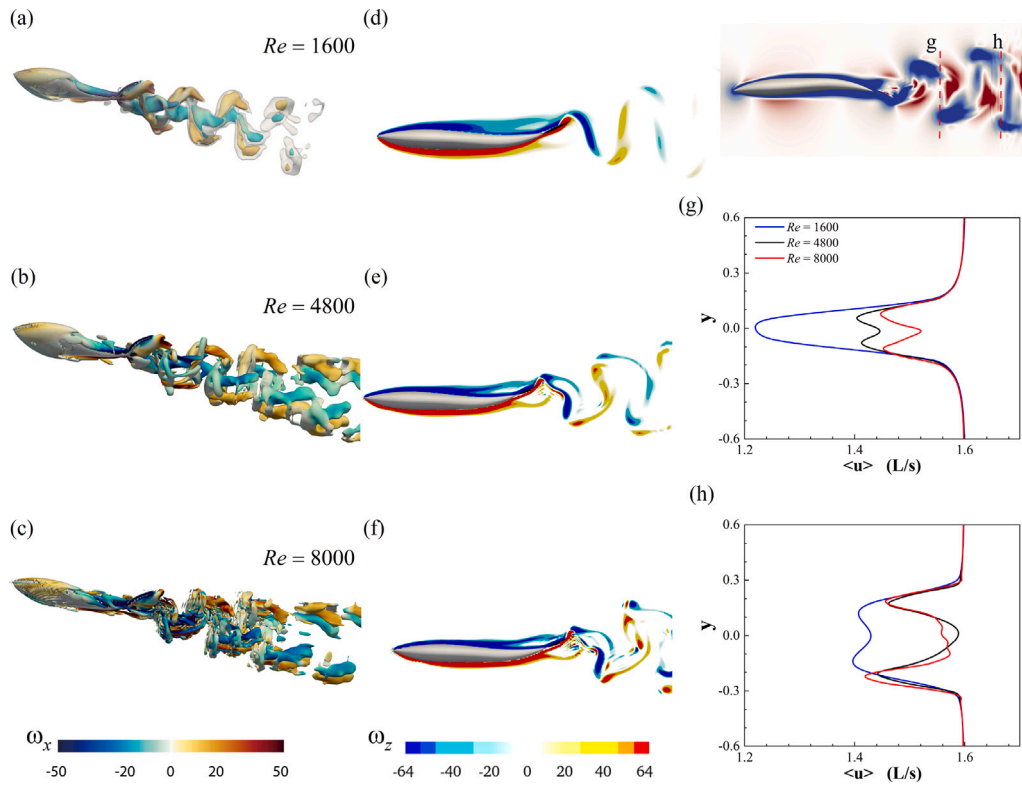 (a)
Re = 1600
(d)
g
h
(g)
0.6
0.3
0.0
-0.3
-0.6
y
Re = 1600
Re = 4800
Re = 8000
1.2
1.4
1.6
<u> (L/s)
(b)
Re = 4800
(e)
(h)
0.6
0.3
0.0
-0.3
-0.6
y
1.2
1.4
1.6
<u> (L/s)
(c)
Re = 8000
(f)
ωx
-50
-20
0
20
50
ωz
-64
-40
-20
0
20
40
64